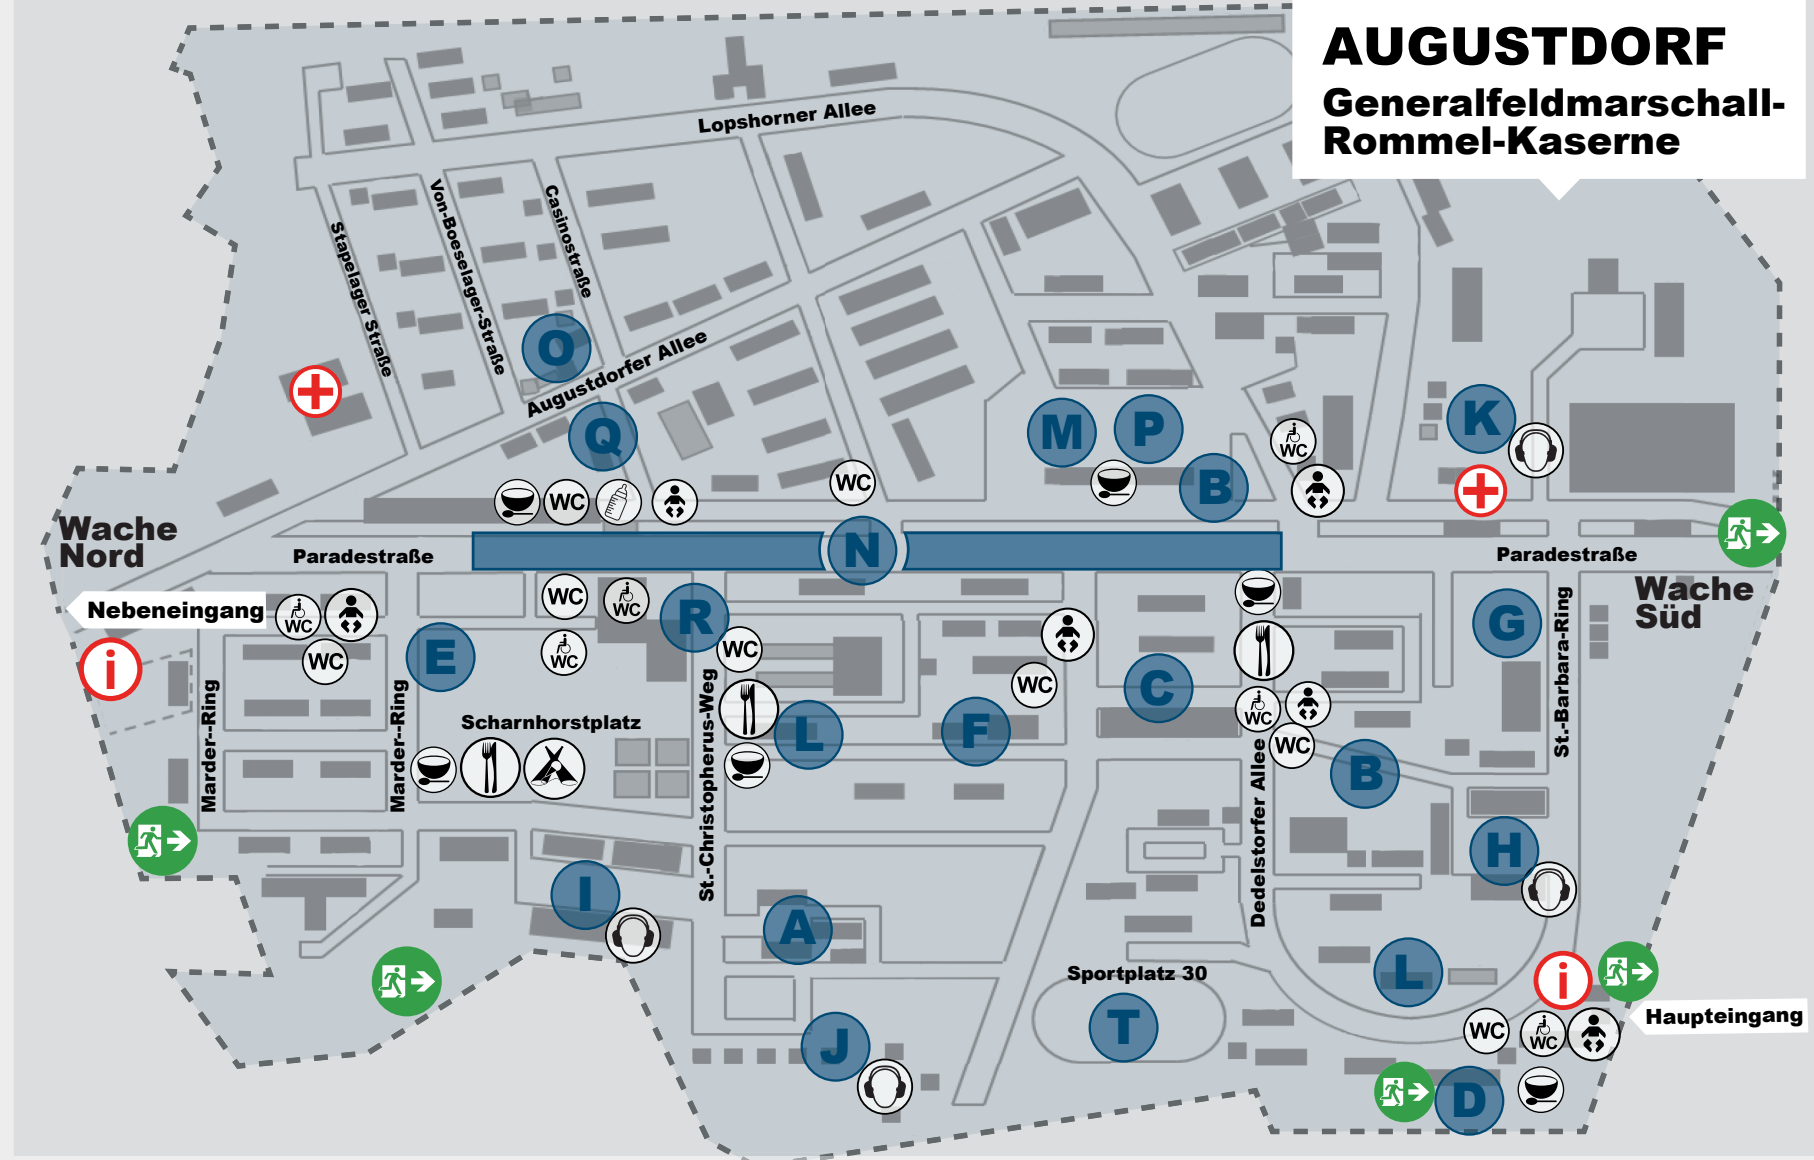 AUGUSTDORF
Generalfeldmarschall-
Rommel-Kaserne
Lopshorner Allee
Stapelager Straße
Von-Boeselager-Straße
Casinostraße
O
Augustdorfer Allee
Q
M
P
K
WC
B
WC
WC
Wache
Nord
N
Paradestraße
Paradestraße
Wache
Süd
Nebeneingang
WC
WC
WC
WC
WC
R
WC
WC
E
i
G
St.-Barbara-Ring
C
WC
WC
WC
Marder--Ring
Marder--Ring
Scharnhorstplatz
St.-Christopherus-Weg
L
F
Dedelstorfer Allee
B
H
I
A
Sportplatz 30
T
L
i
Haupteingang
WC
WC
J
D